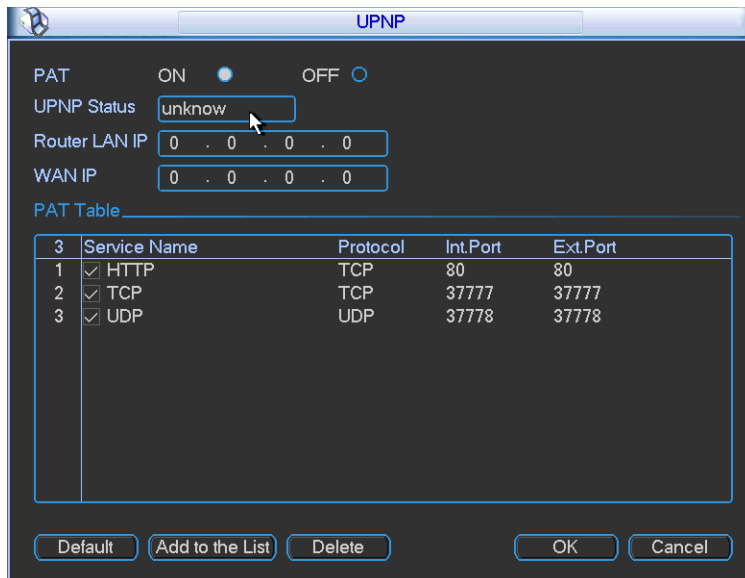 UPNP
PAT ON OFF
UPNP Status unknow
Router LAN IP 0 . 0 . 0 . 0
WAN IP 0 . 0 . 0 . 0
PAT Table
3 Service Name Protocol Int.Port Ext.Port
1 HTTP TCP 80 80
2 TCP TCP 37777 37777
3 UDP UDP 37778 37778
Default Add to the List Delete OK Cancel